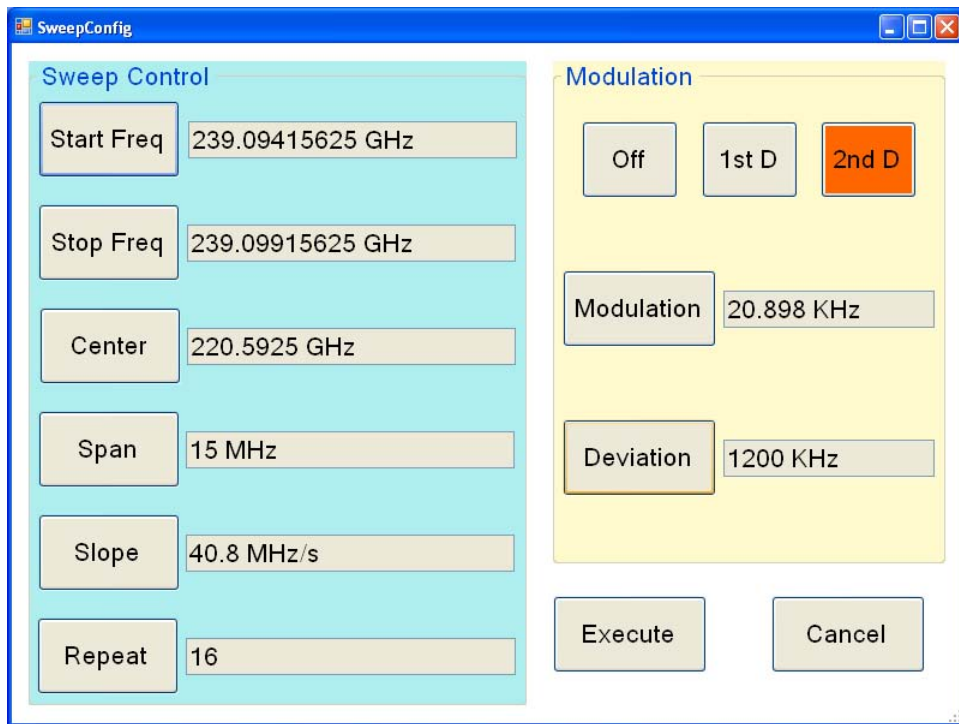 SweepConfig
Sweep Control
Start Freq 239.09415625 GHz
Stop Freq 239.09915625 GHz
Center 220.5925 GHz
Span 15 MHz
Slope 40.8 MHz/s
Repeat 16
Modulation
Off 1st D 2nd D
Modulation 20.898 KHz
Deviation 1200 KHz
Execute Cancel